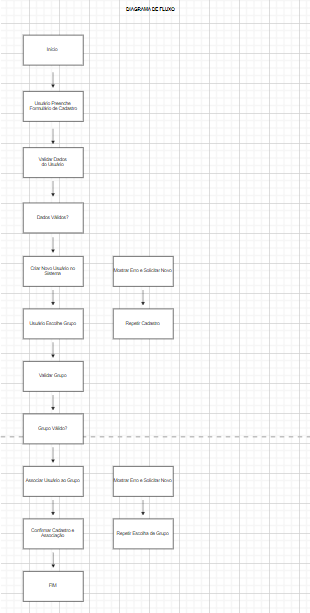 DIAGRAMA DE FLUXO
Início
Usuário Preenche
Formulário de Cadastro
Validar Dados
do Usuário
Dados Válidos?
Criar Novo Usuário no
Sistema
Mostrar Erro e Solicitar Novo
Usuário Escolhe Grupo
Repetir Cadastro
Validar Grupo
Grupo Válido?
Associar Usuário ao Grupo
Mostrar Erro e Solicitar Novo
Confirmar Cadastro e
Associação
Repetir Escolha de Grupo
FIM